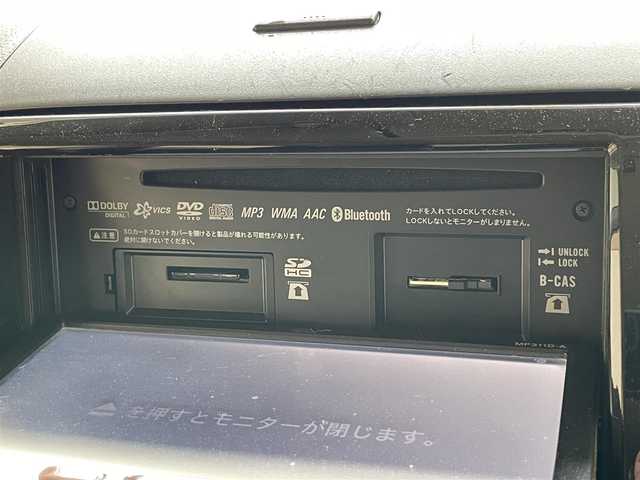 DOLBY DIGITAL VICS DVD VIDEO disc MP3 WMA AAC Bluetooth
カードを入れてLOCKしてください。
LOCKしないとモニターがしまりません。
注意 SDカードスロットカバーを開けると製品が壊れる可能性があります。
絶対に開けないでください。
SD HC
UNLOCK
LOCK
B-CAS
MP311D-A
を押すとモニターが閉じます。